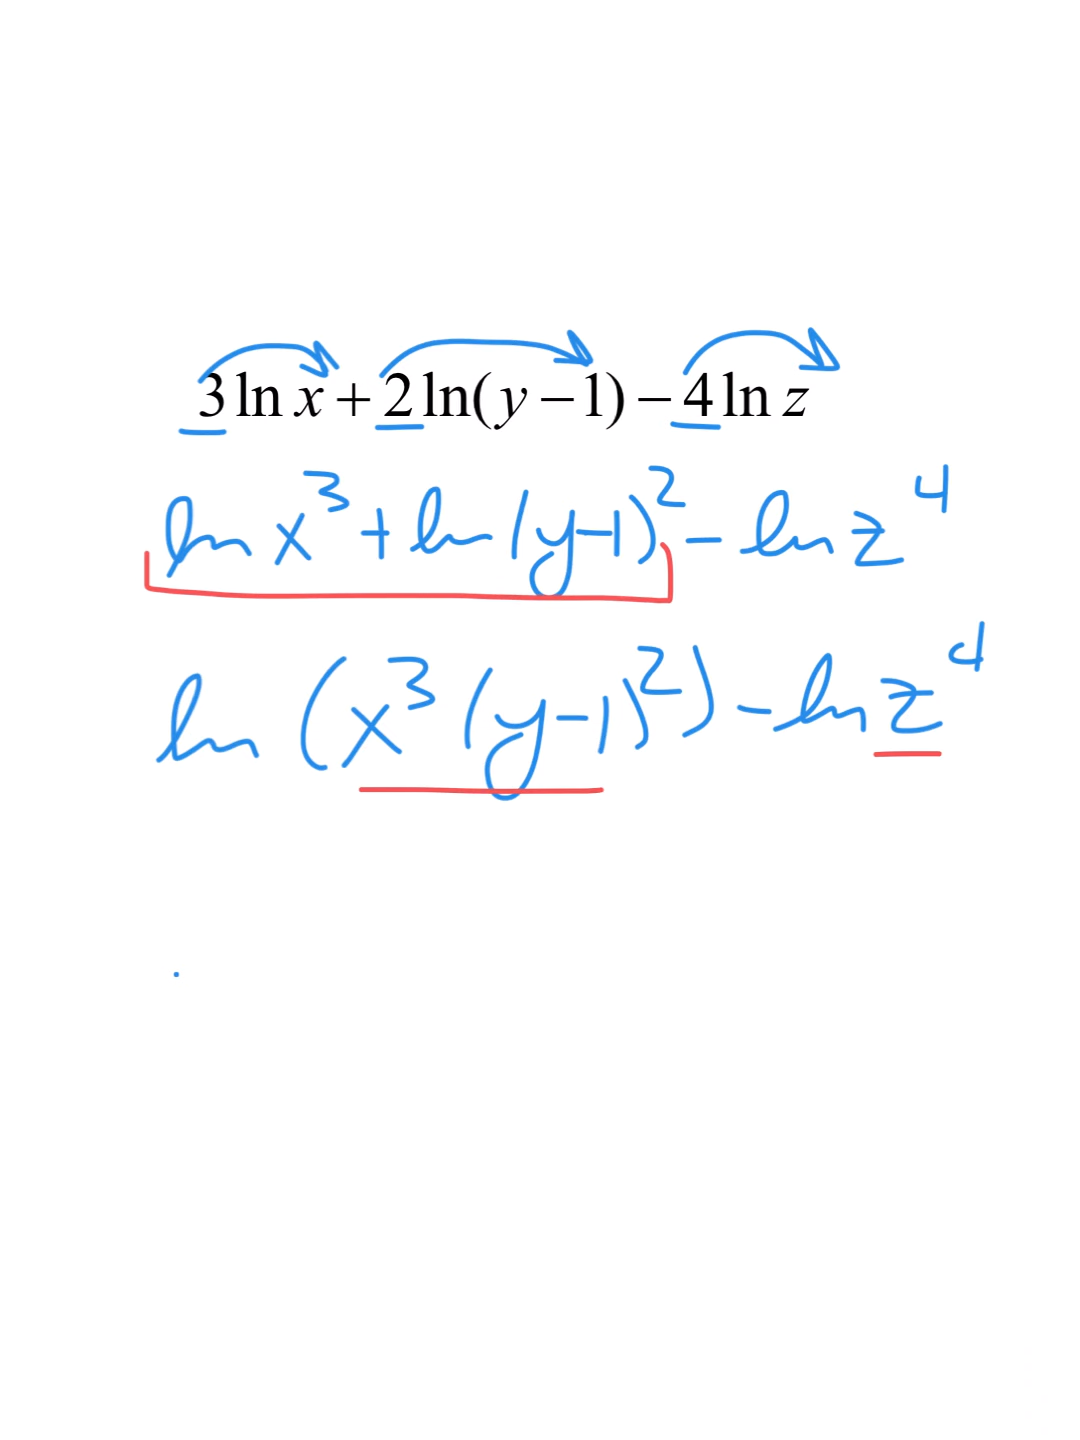 3 ln x + 2 ln(y − 1) − 4 ln z
ln x³ + ln (y−1)² − ln z⁴
ln (x³ (y−1)²) − ln z⁴